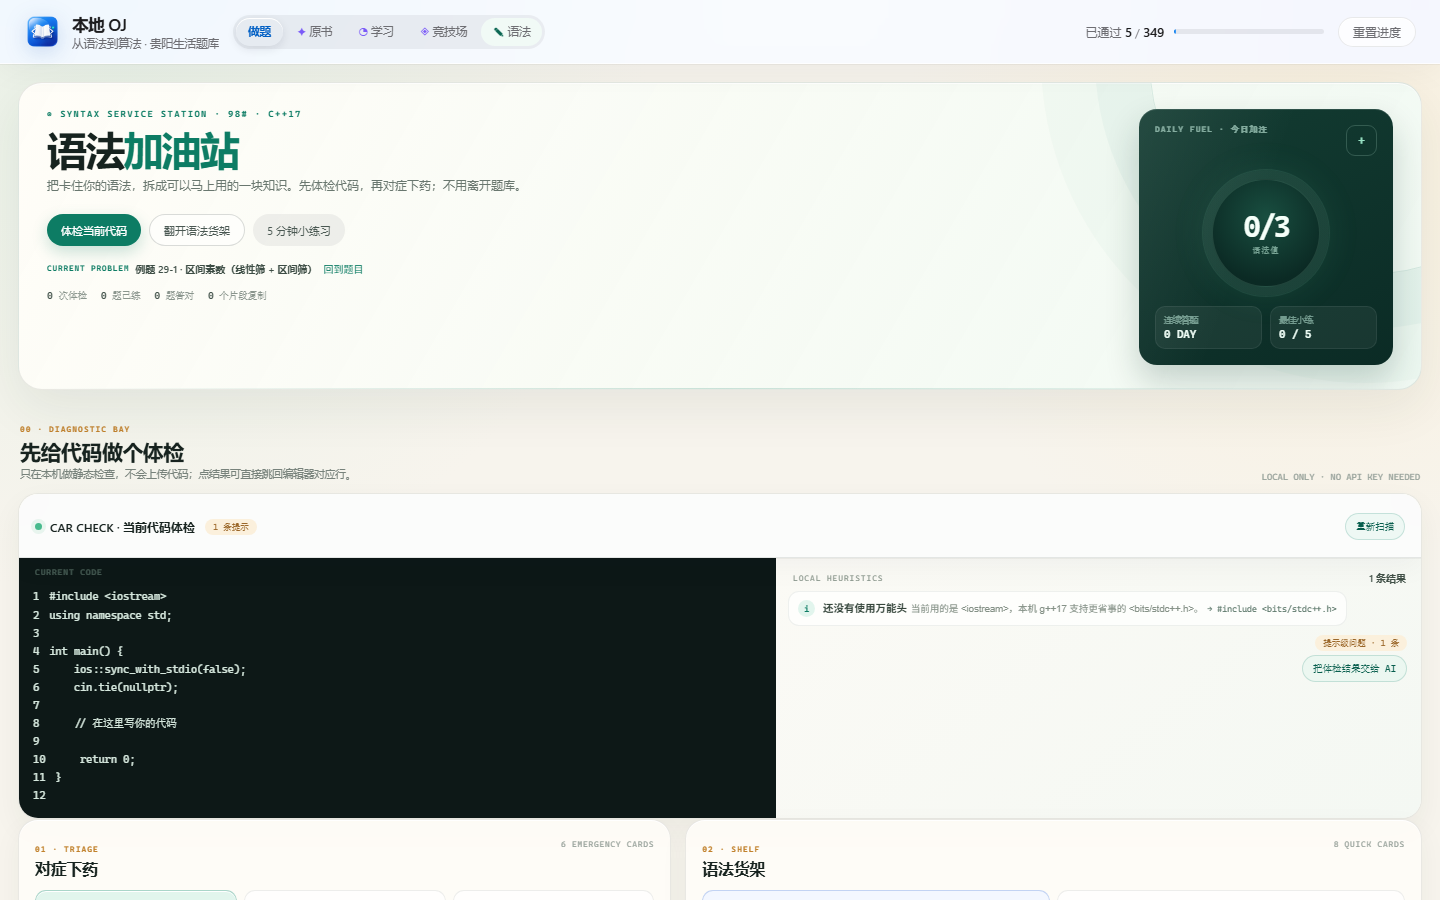 本地 OJ
从语法到算法 · 贵阳生活题库
做题
✦ 原书
学习
竞技场
语法
已通过 5 / 349
重置进度
SYNTAX SERVICE STATION · 98# · C++17
语法加油站
把卡住你的语法，拆成可以马上用的一块知识。先体检代码，再对症下药；不用离开题库。
体检当前代码
翻开语法货架
5 分钟小练习
CURRENT PROBLEM 例题 29-1 · 区间素数（线性筛 + 区间筛） 回到题目
0 次体检 0 题已练 0 题答对 0 个片段复制
DAILY FUEL · 今日加注
+
0/3
语法值
连续答题
0 DAY
最佳小练
0 / 5
00 · DIAGNOSTIC BAY
先给代码做个体检
只在本机做静态检查，不会上传代码；点结果可直接跳回编辑器对应行。
LOCAL ONLY · NO API KEY NEEDED
CAR CHECK · 当前代码体检
1 条提示
重新扫描
CURRENT CODE
1 #include <iostream>
2 using namespace std;
3
4 int main() {
5     ios::sync_with_stdio(false);
6     cin.tie(nullptr);
7
8     // 在这里写你的代码
9
10     return 0;
11 }
12
LOCAL HEURISTICS
1 条结果
i 还没有使用万能头 当前用的是 <iostream>，本机 g++17 支持更省事的 <bits/stdc++.h>。 → #include <bits/stdc++.h>
提示级问题 · 1 条
把体检结果交给 AI
01 · TRIAGE
对症下药
6 EMERGENCY CARDS
02 · SHELF
语法货架
8 QUICK CARDS